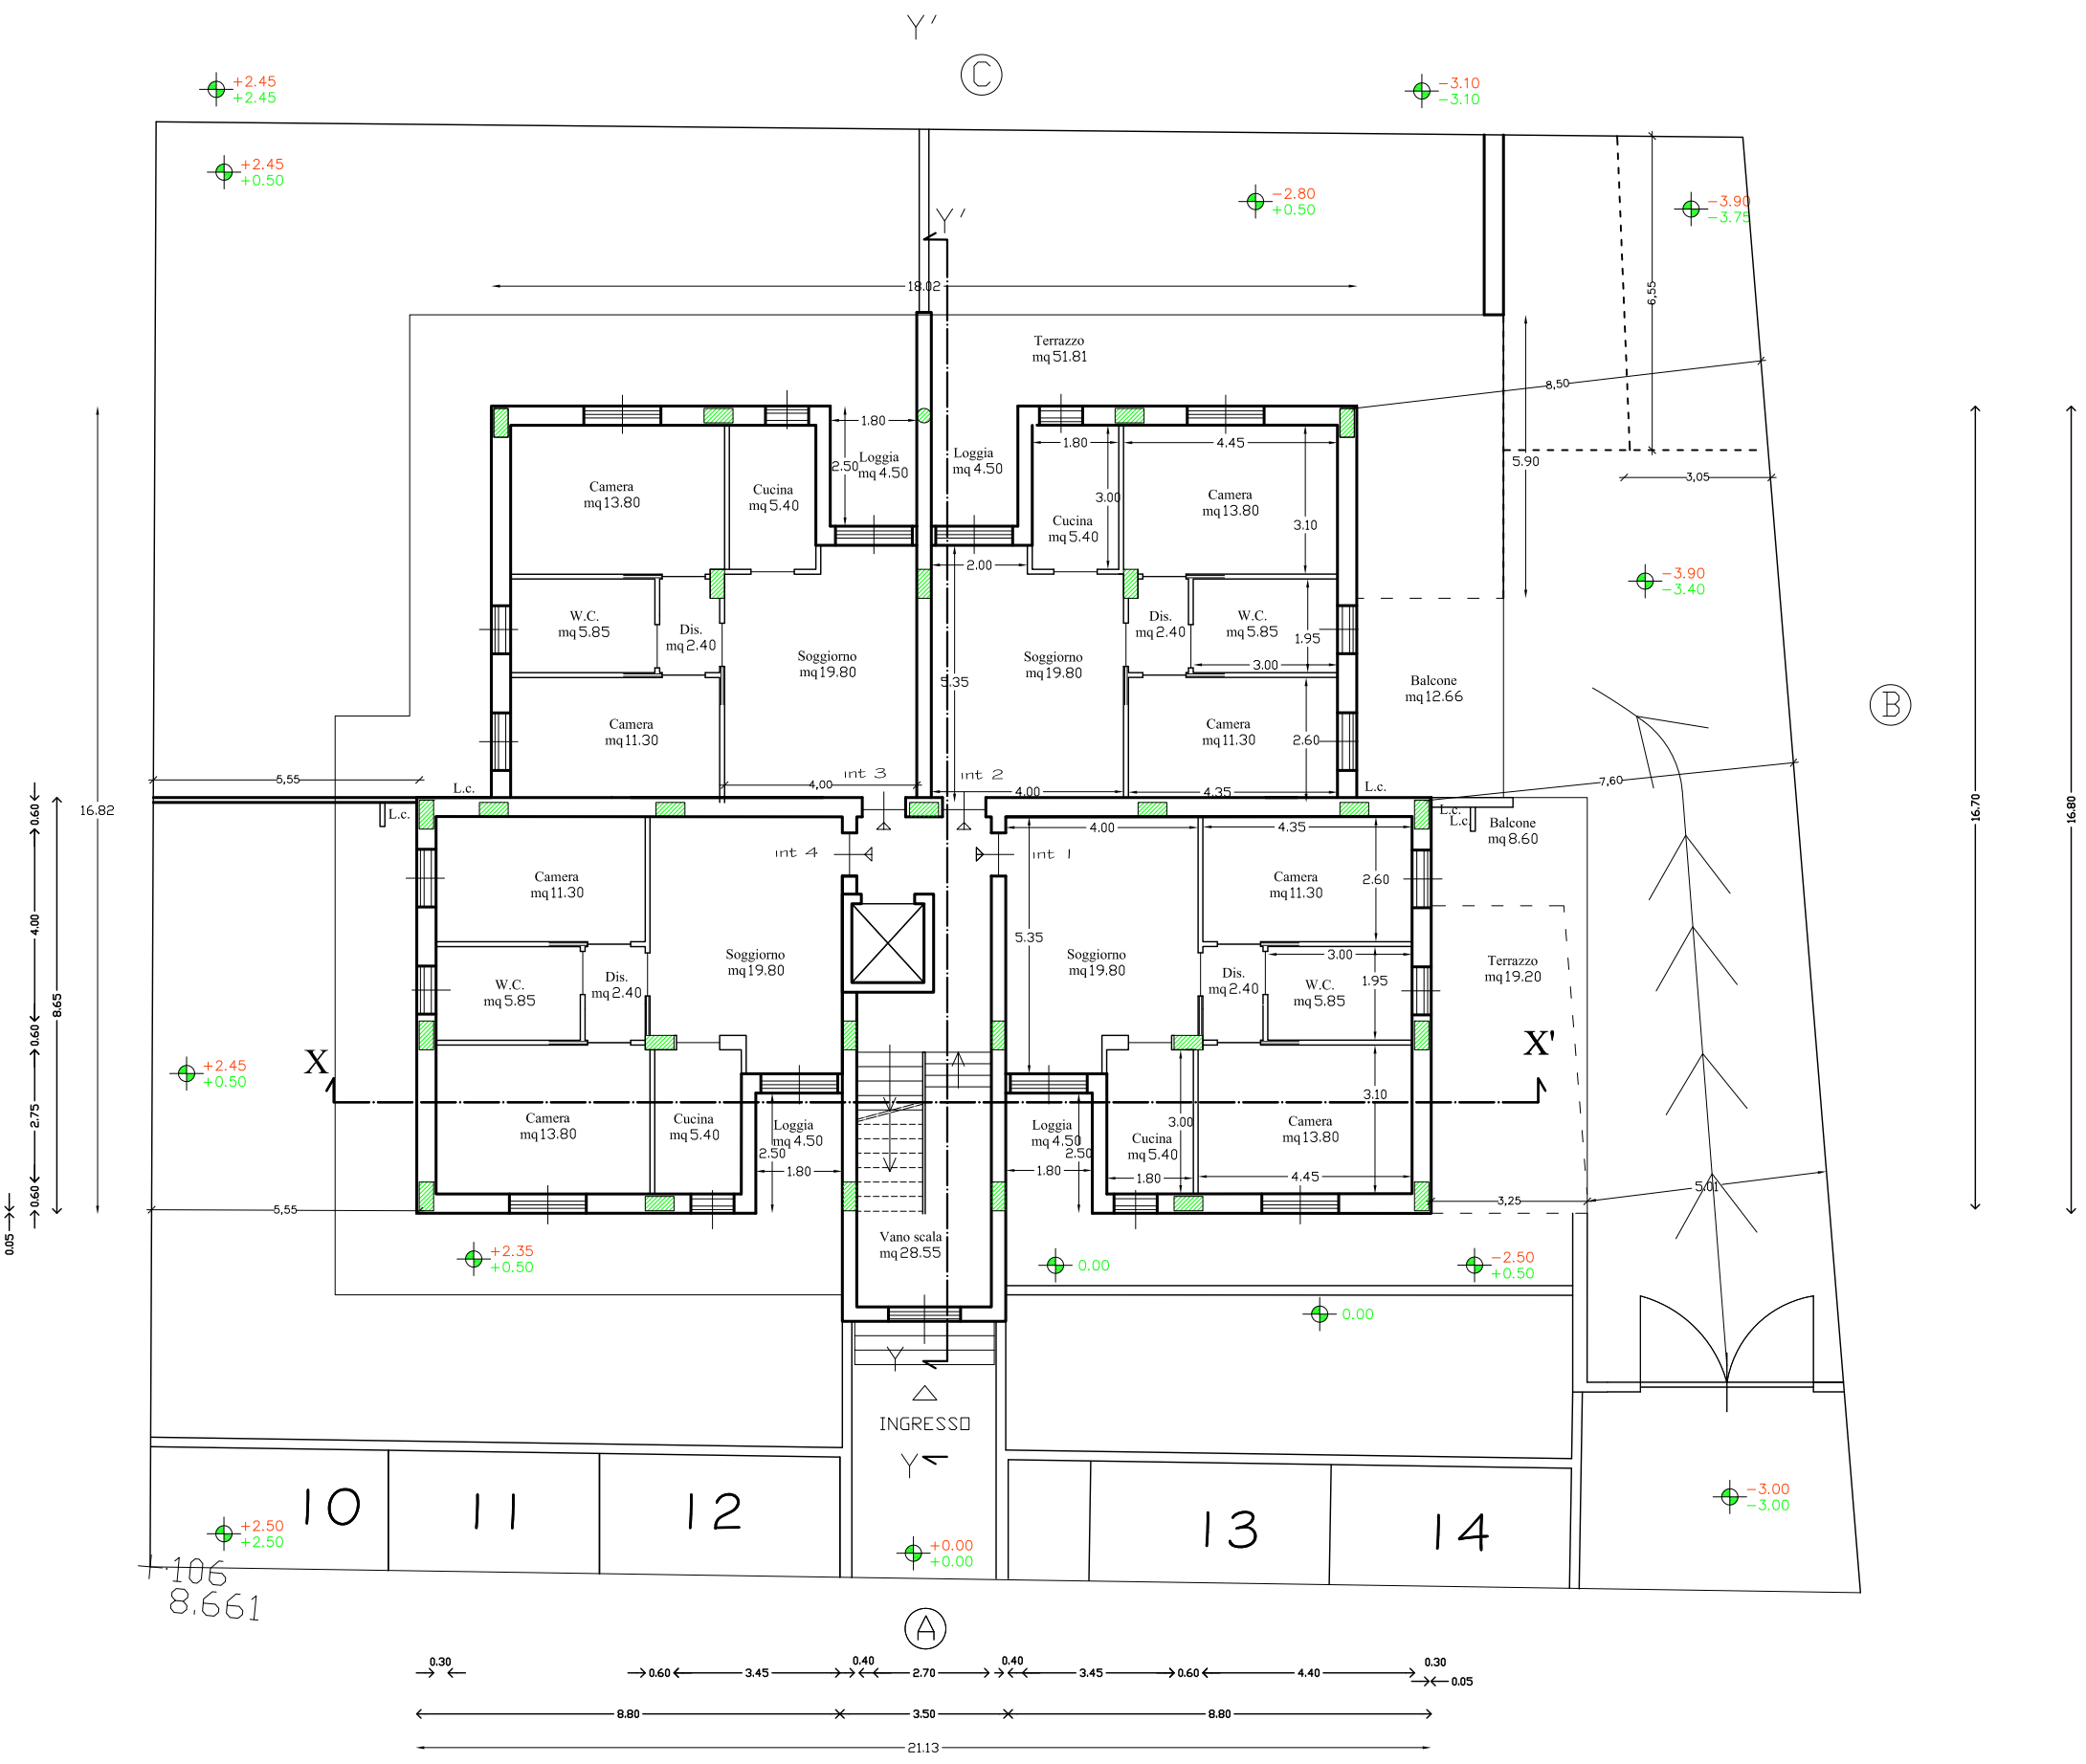 Y'
C
+2.45
+2.45
-3.10
-3.10
+2.45
+0.50
-2.80
+0.50
-3.90
-3.75
Y'
18.02
6,55
Terrazzo
mq 51.81
8,50
1.80
2.50
Loggia
mq 4.50
Loggia
mq 4.50
1.80
4.45
5.90
3,05
Camera
mq 13.80
Cucina
mq 5.40
3.00
Cucina
mq 5.40
Camera
mq 13.80
3.10
2.00
-3.90
-3.40
W.C.
mq 5.85
Dis.
mq 2.40
Soggiorno
mq 19.80
5.35
Soggiorno
mq 19.80
Dis.
mq 2.40
W.C.
mq 5.85
1.95
3.00
Balcone
mq 12.66
B
Camera
mq 11.30
Camera
mq 11.30
2.60
5,55
L.c.
4,00
int 3
int 2
4.00
4.35
L.c.
7,60
16.82
0.60
16.70
16.80
L.c.
L.c.
L.c.
Balcone
mq 8.60
4.00
4.35
int 4
int 1
Camera
mq 11.30
Camera
mq 11.30
2.60
4.00
5.35
Soggiorno
mq 19.80
Soggiorno
mq 19.80
3.00
1.95
W.C.
mq 5.85
Dis.
mq 2.40
Dis.
mq 2.40
W.C.
mq 5.85
Terrazzo
mq 19.20
8.65
0.60
X
X'
+2.45
+0.50
3.10
2.75
Camera
mq 13.80
Cucina
mq 5.40
Loggia
mq 4.50
2.50
1.80
Loggia
mq 4.50
2.50
1.80
3.00
Cucina
mq 5.40
1.80
Camera
mq 13.80
4.45
0.60
5,55
3,25
5.01
0.05
Vano scala
mq 28.55
+2.35
+0.50
0.00
-2.50
+0.50
0.00
Y
INGRESSO
Y
10
11
12
13
14
+2.50
+2.50
+0.00
+0.00
-3.00
-3.00
106
8.661
A
0.30
0.60
3.45
0.40
2.70
0.40
3.45
0.60
4.40
0.30
0.05
8.80
3.50
8.80
21.13